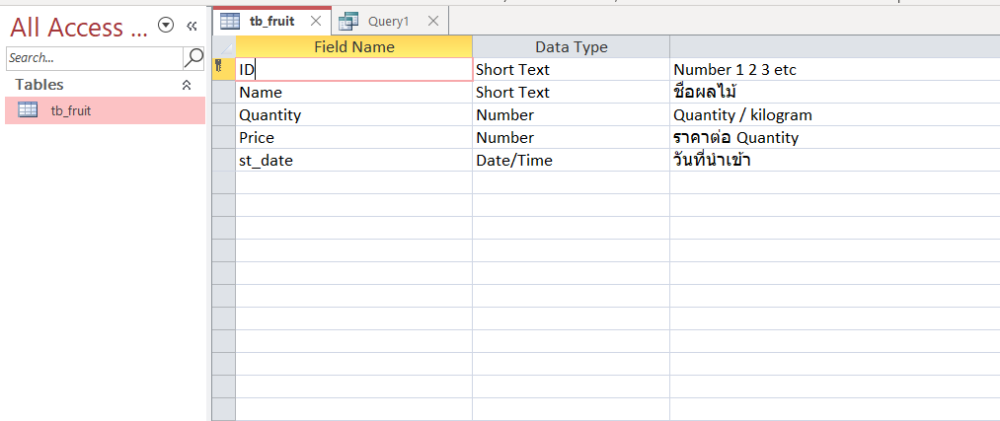 All Access ...
Search...
Tables
tb_fruit
tb_fruit
Query1
Field Name Data Type
ID Short Text Number 1 2 3 etc
Name Short Text ชื่อผลไม้
Quantity Number Quantity / kilogram
Price Number ราคาต่อ Quantity
st_date Date/Time วันที่นำเข้า